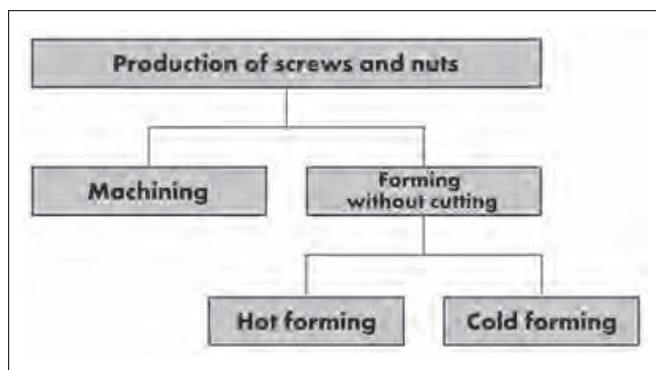 Production of screws and nuts
Machining
Forming
without cutting
Hot forming
Cold forming